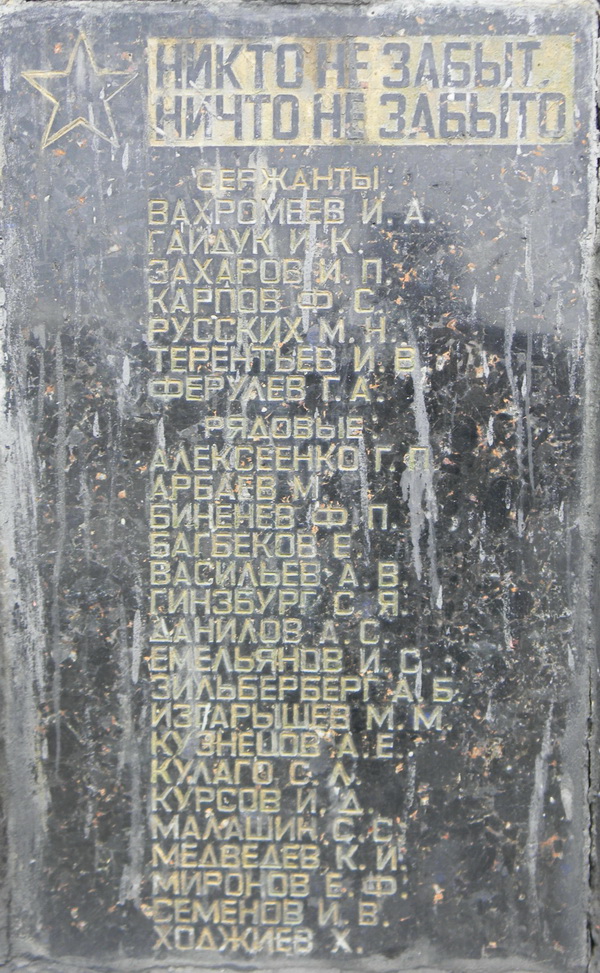 НИКТО НЕ ЗАБЫТ.
НИЧТО НЕ ЗАБЫТО
СЕРЖАНТЫ
ВАХРОМЕЕВ И. А.
ГАЙДУК И. К.
ЗАХАРОВ И. П.
КАРПОВ Ф. С.
РУССКИХ М. Н.
ТЕРЕНТЬЕВ И. В.
ФЕРУЛЕВ Г. А.
РЯДОВЫЕ
АЛЕКСЕЕНКО Г. П.
АРБАЕВ М.
БИНЕНЕВ Ф. П.
БАГБЕКОВ Е.
ВАСИЛЬЕВ А. В.
ГИНЗБУРГ С. Я.
ДАНИЛОВ А. С.
ЕМЕЛЬЯНОВ И. С.
ЗИЛЬБЕРБЕРГ А. Б.
М. М.
КУЗНЕЦОВ А. Е.
КУЛАГО С. Л.
КУРСОВ И. Д.
МАЛАШИН С. С.
МЕДВЕДЕВ К. И.
МИРОНОВ Е. Ф.
СЕМЕНОВ И. В.
ХОДЖИЕВ Х.